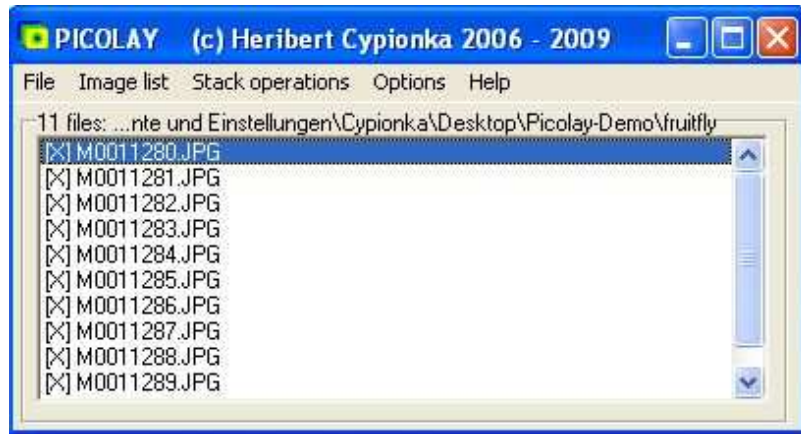 PICOLAY (c) Heribert Cypionka 2006 - 2009
File Image list Stack operations Options Help
11 files: ...nte und Einstellungen\Cypionka\Desktop\Picolay-Demo\fruitfly
[X] M0011280.JPG
[X] M0011281.JPG
[X] M0011282.JPG
[X] M0011283.JPG
[X] M0011284.JPG
[X] M0011285.JPG
[X] M0011286.JPG
[X] M0011287.JPG
[X] M0011288.JPG
[X] M0011289.JPG